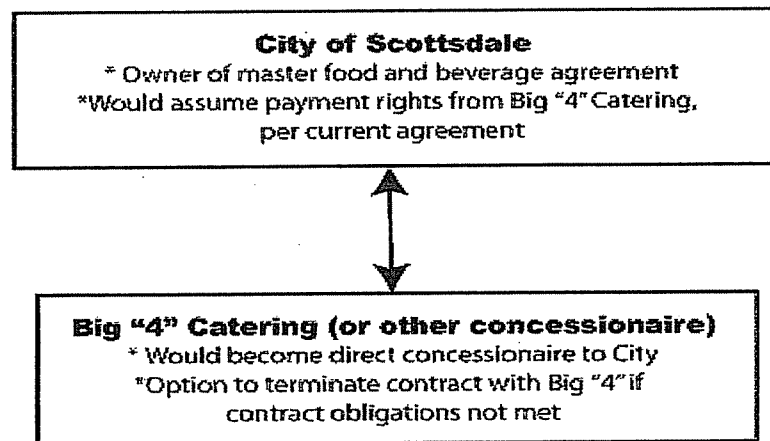 City of Scottsdale
* Owner of master food and beverage agreement
*Would assume payment rights from Big "4" Catering,
per current agreement
Big "4" Catering (or other concessionaire)
* Would become direct concessionaire to City
*Option to terminate contract with Big "4" if
contract obligations not met